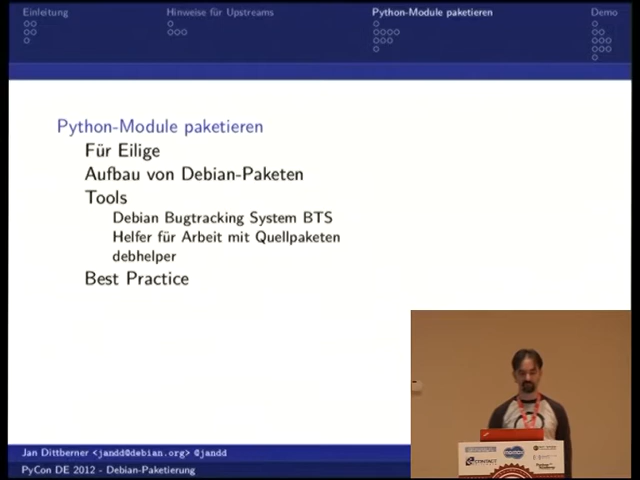 Einleitung
Hinweise für Upstreams
Python-Module paketieren
Demo
Python-Module paketieren
Für Eilige
Aufbau von Debian-Paketen
Tools
Debian Bugtracking System BTS
Helfer für Arbeit mit Quellpaketen
debhelper
Best Practice
Jan Dittberner <jandd@debian.org> @jandd
PyCon DE 2012 - Debian-Paketierung